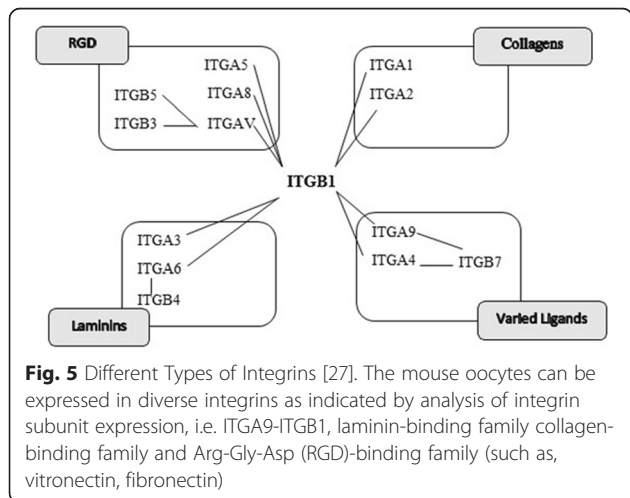 RGD
Collagens
ITGA5
ITGA8
ITGB5
ITGB3 ITGAV
ITGA1
ITGA2
ITGB1
ITGA3
ITGA6
ITGB4
Laminins
ITGA9
ITGA4 ITGB7
Varied Ligands
Fig. 5 Different Types of Integrins [27]. The mouse oocytes can be
expressed in diverse integrins as indicated by analysis of integrin
subunit expression, i.e. ITGA9-ITGB1, laminin-binding family collagen-
binding family and Arg-Gly-Asp (RGD)-binding family (such as,
vitronectin, fibronectin)